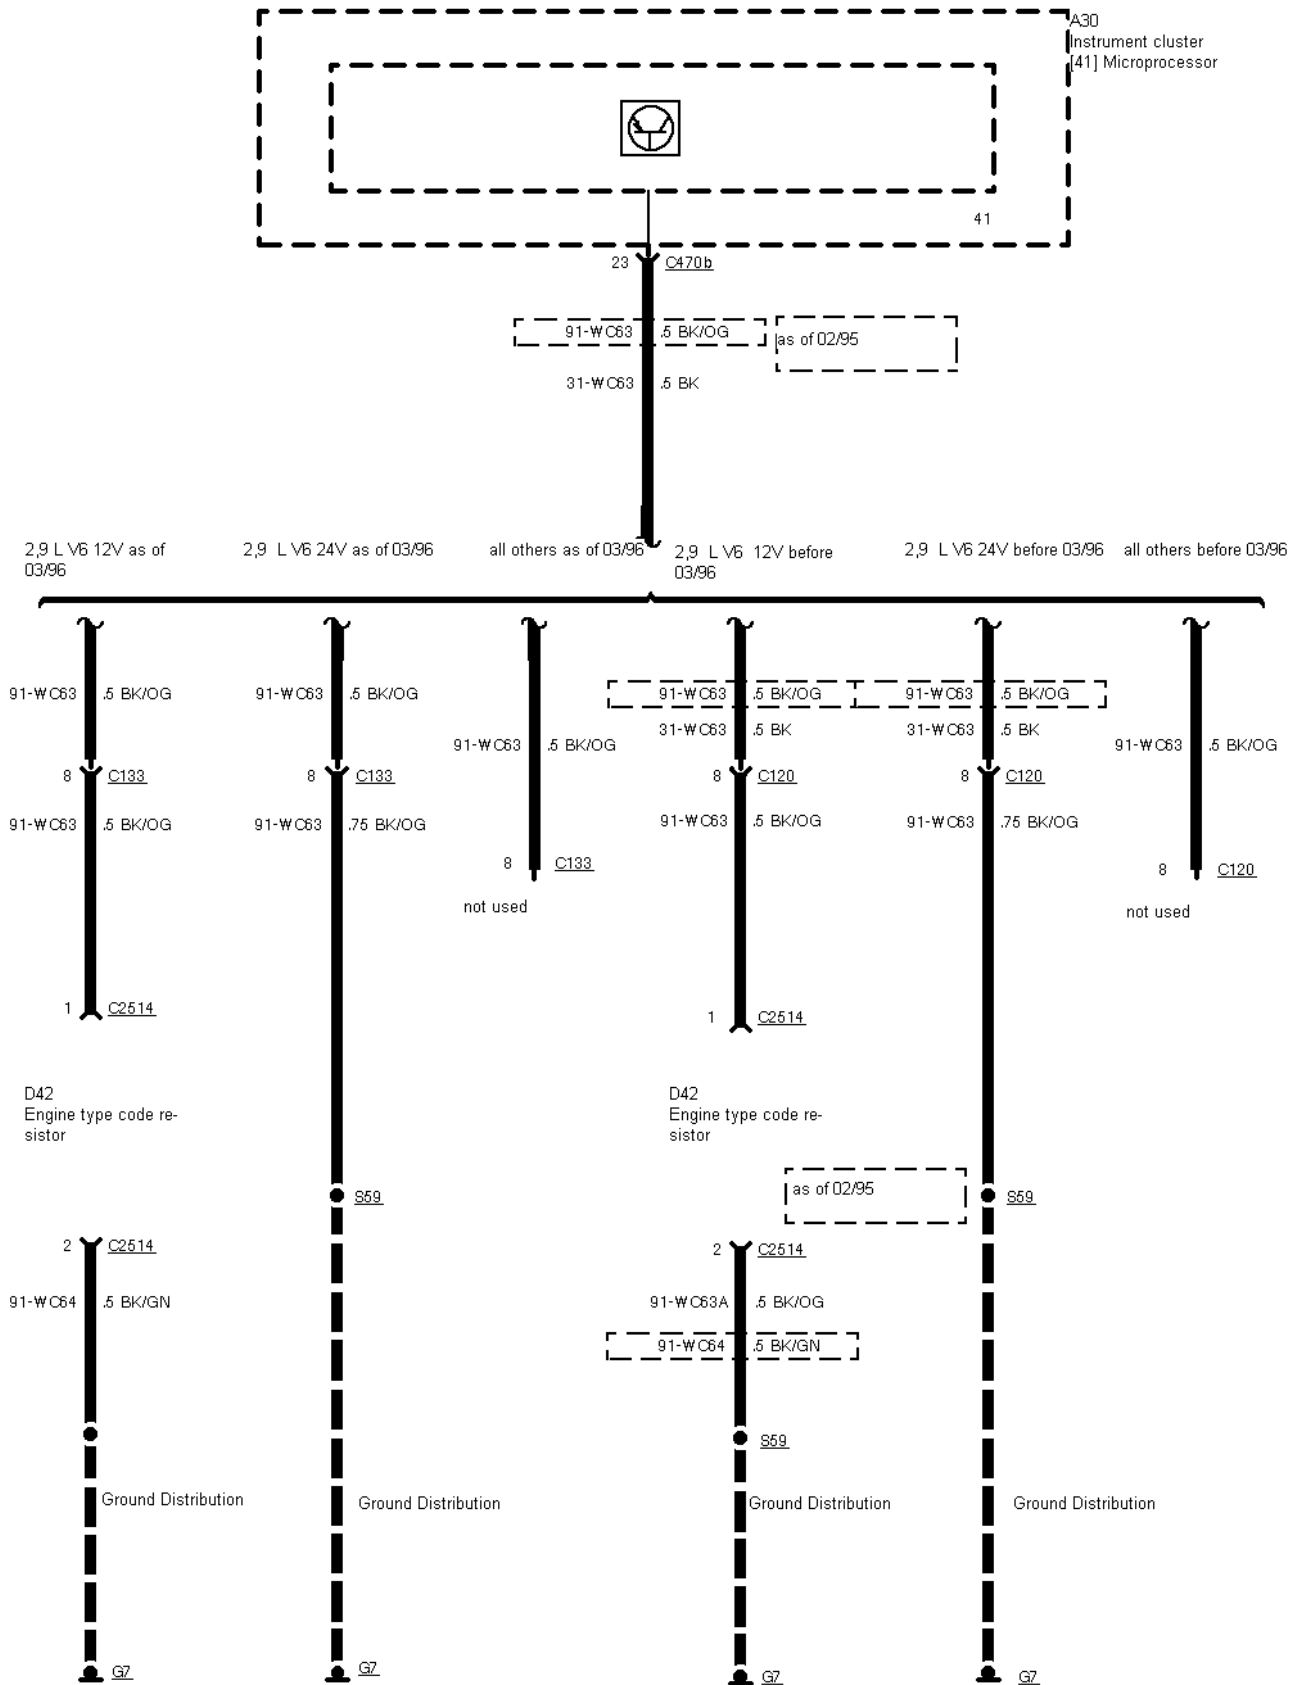 A30
Instrument cluster
[41] Microprocessor
41
23 C470b
91-WC63 .5 BK/OG
as of 02/95
31-WC63 .5 BK
2,9 L V6 12V as of
03/96
2,9 L V6 24V as of 03/96
all others as of 03/96
2,9 L V6 12V before
03/96
2,9 L V6 24V before 03/96
all others before 03/96
91-WC63 .5 BK/OG
91-WC63 .5 BK/OG
91-WC63 .5 BK/OG
91-WC63 .5 BK/OG
31-WC63 .5 BK
31-WC63 .5 BK
91-WC63 .5 BK/OG
91-WC63 .5 BK/OG
8 C133
8 C133
8 C120
8 C120
91-WC63 .5 BK/OG
91-WC63 .75 BK/OG
91-WC63 .5 BK/OG
91-WC63 .75 BK/OG
8 C133
8 C120
not used
not used
1 C2514
1 C2514
D42
Engine type code re-
sistor
D42
Engine type code re-
sistor
as of 02/95
S59
S59
2 C2514
2 C2514
91-WC64 .5 BK/GN
91-WC63A .5 BK/OG
91-WC64 .5 BK/GN
S59
Ground Distribution
Ground Distribution
Ground Distribution
Ground Distribution
G7
G7
G7
G7